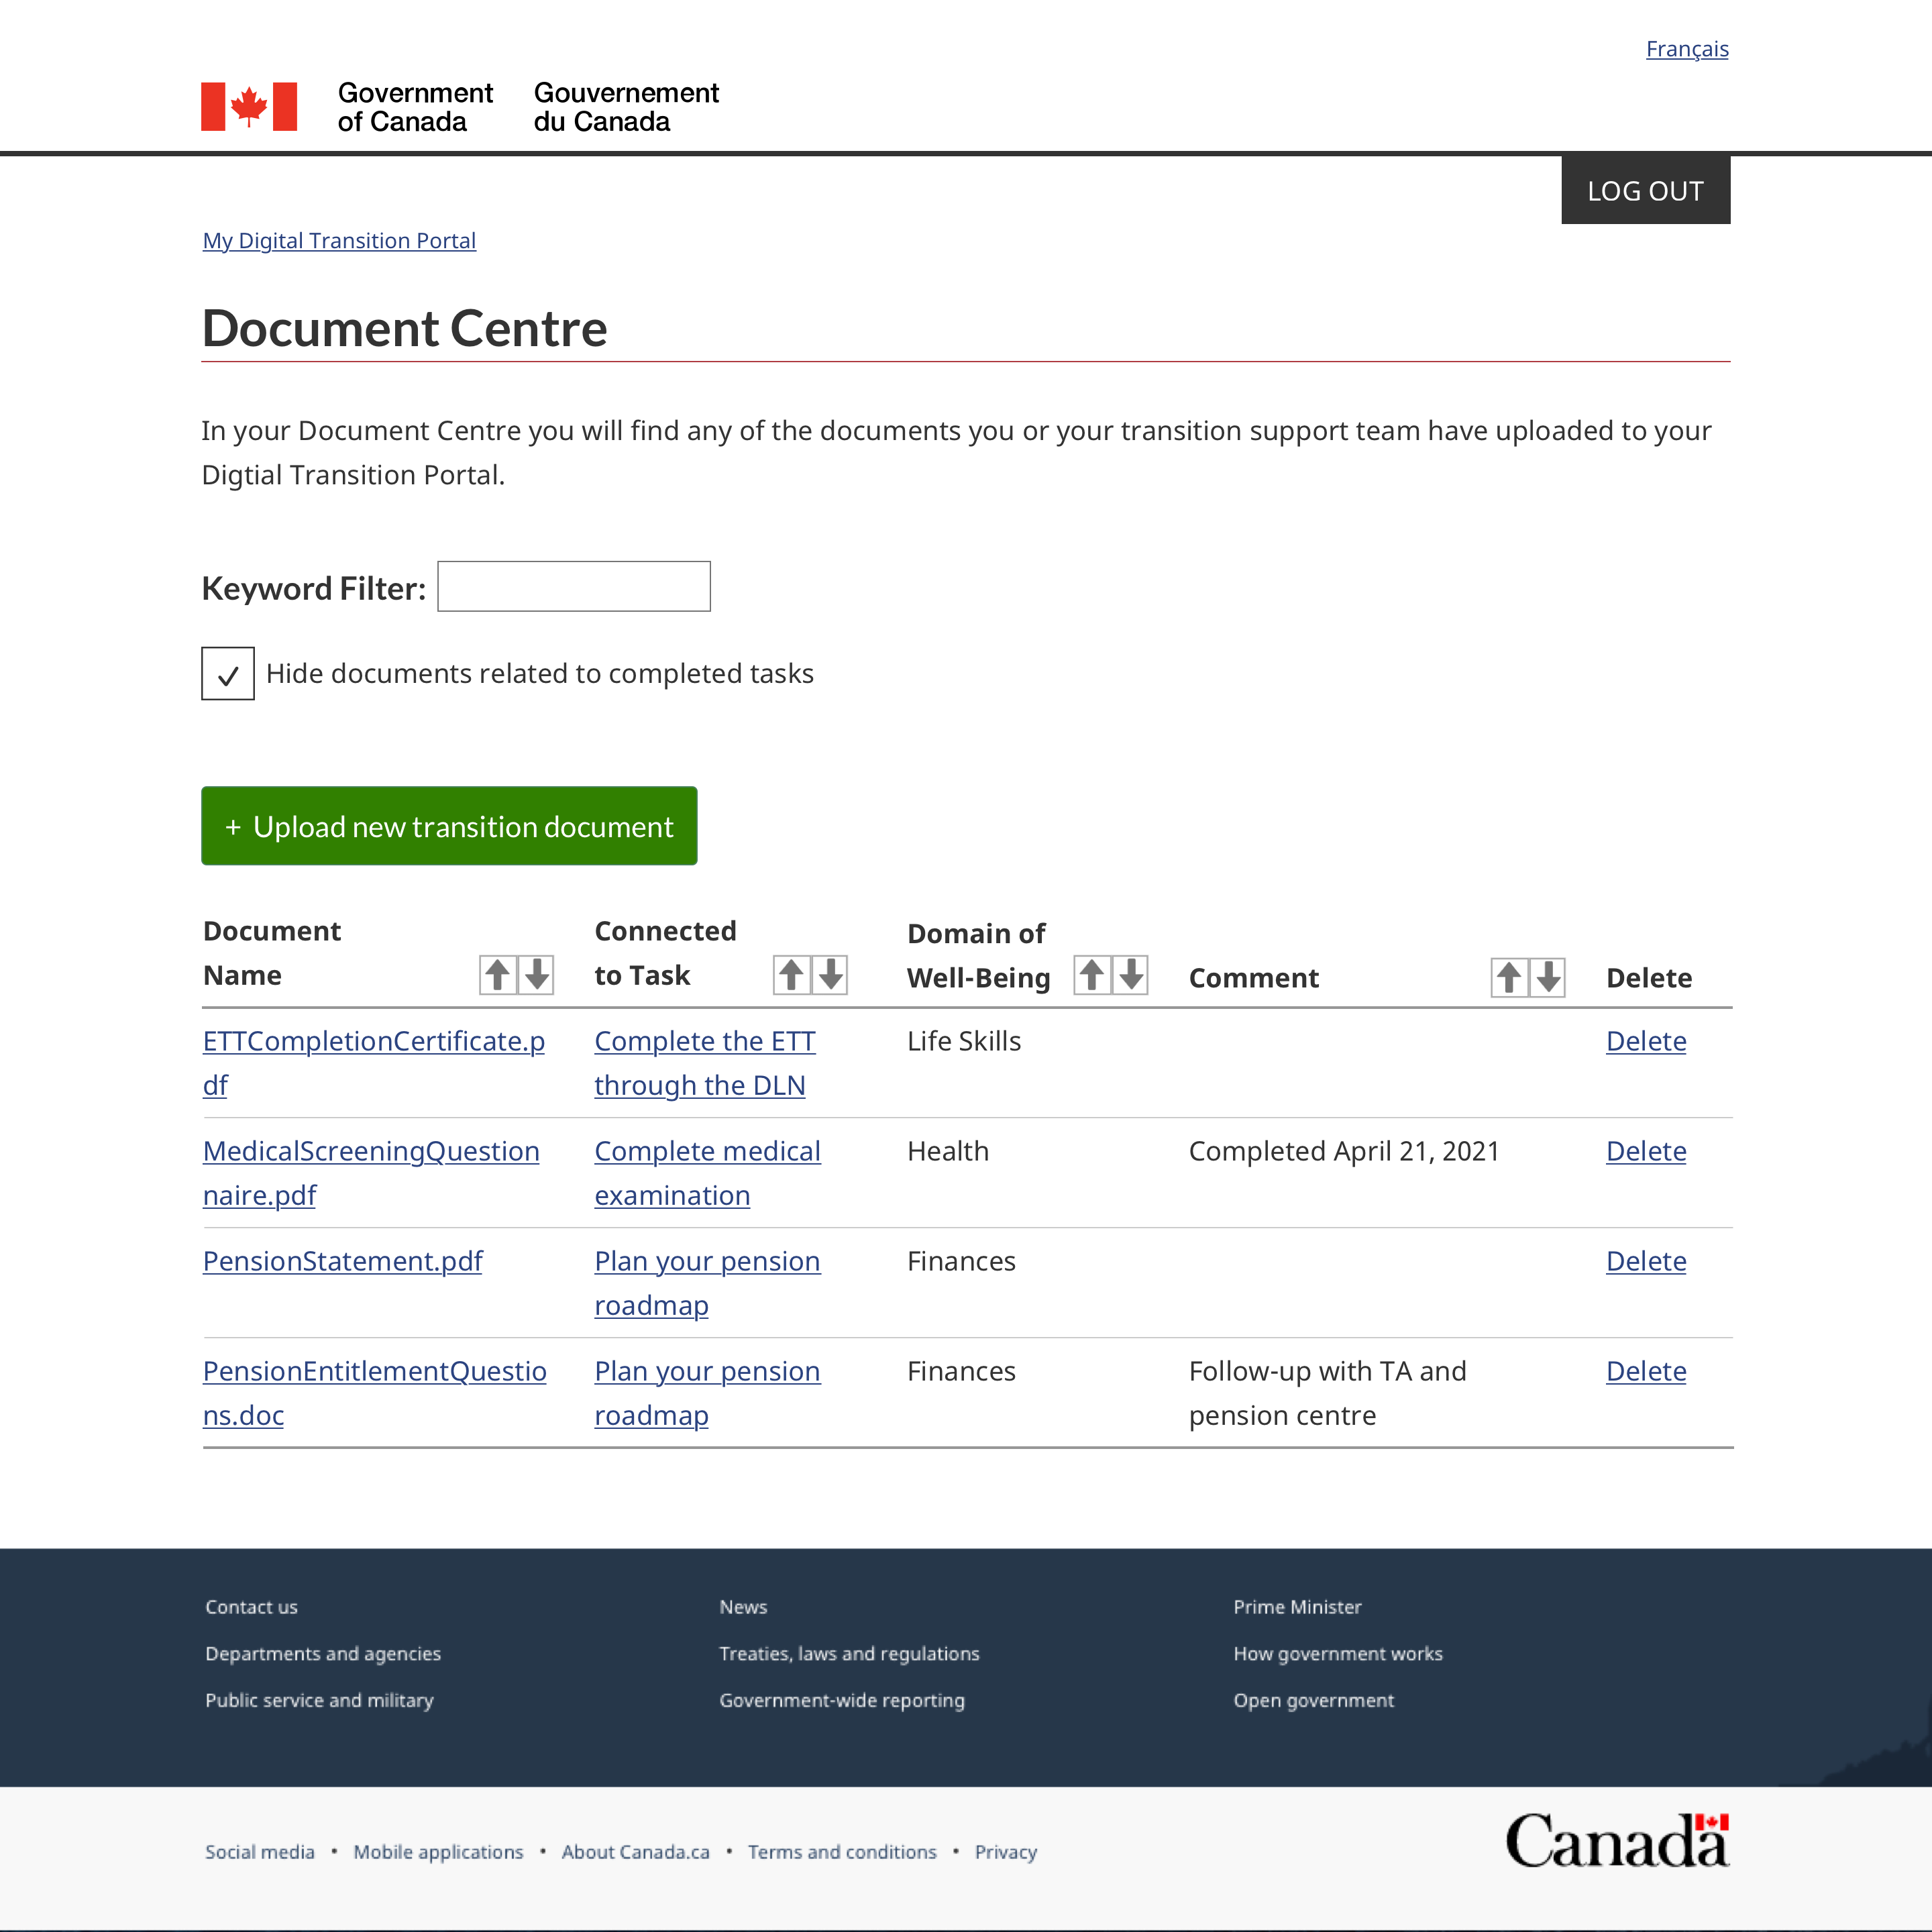 Français
Government of Canada
Gouvernement du Canada
LOG OUT
My Digital Transition Portal
Document Centre
In your Document Centre you will find any of the documents you or your transition support team have uploaded to your
Digtial Transition Portal.
Keyword Filter:
Hide documents related to completed tasks
+ Upload new transition document
Document Name
Connected to Task
Domain of Well-Being
Comment
Delete
ETTCompletionCertificate.p
df
Complete the ETT
through the DLN
Life Skills
Delete
MedicalScreeningQuestion
naire.pdf
Complete medical
examination
Health
Completed April 21, 2021
Delete
PensionStatement.pdf
Plan your pension
roadmap
Finances
Delete
PensionEntitlementQuestio
ns.doc
Plan your pension
roadmap
Finances
Follow-up with TA and
pension centre
Delete
Contact us
News
Prime Minister
Departments and agencies
Treaties, laws and regulations
How government works
Public service and military
Government-wide reporting
Open government
Social media • Mobile applications • About Canada.ca • Terms and conditions • Privacy
Canada